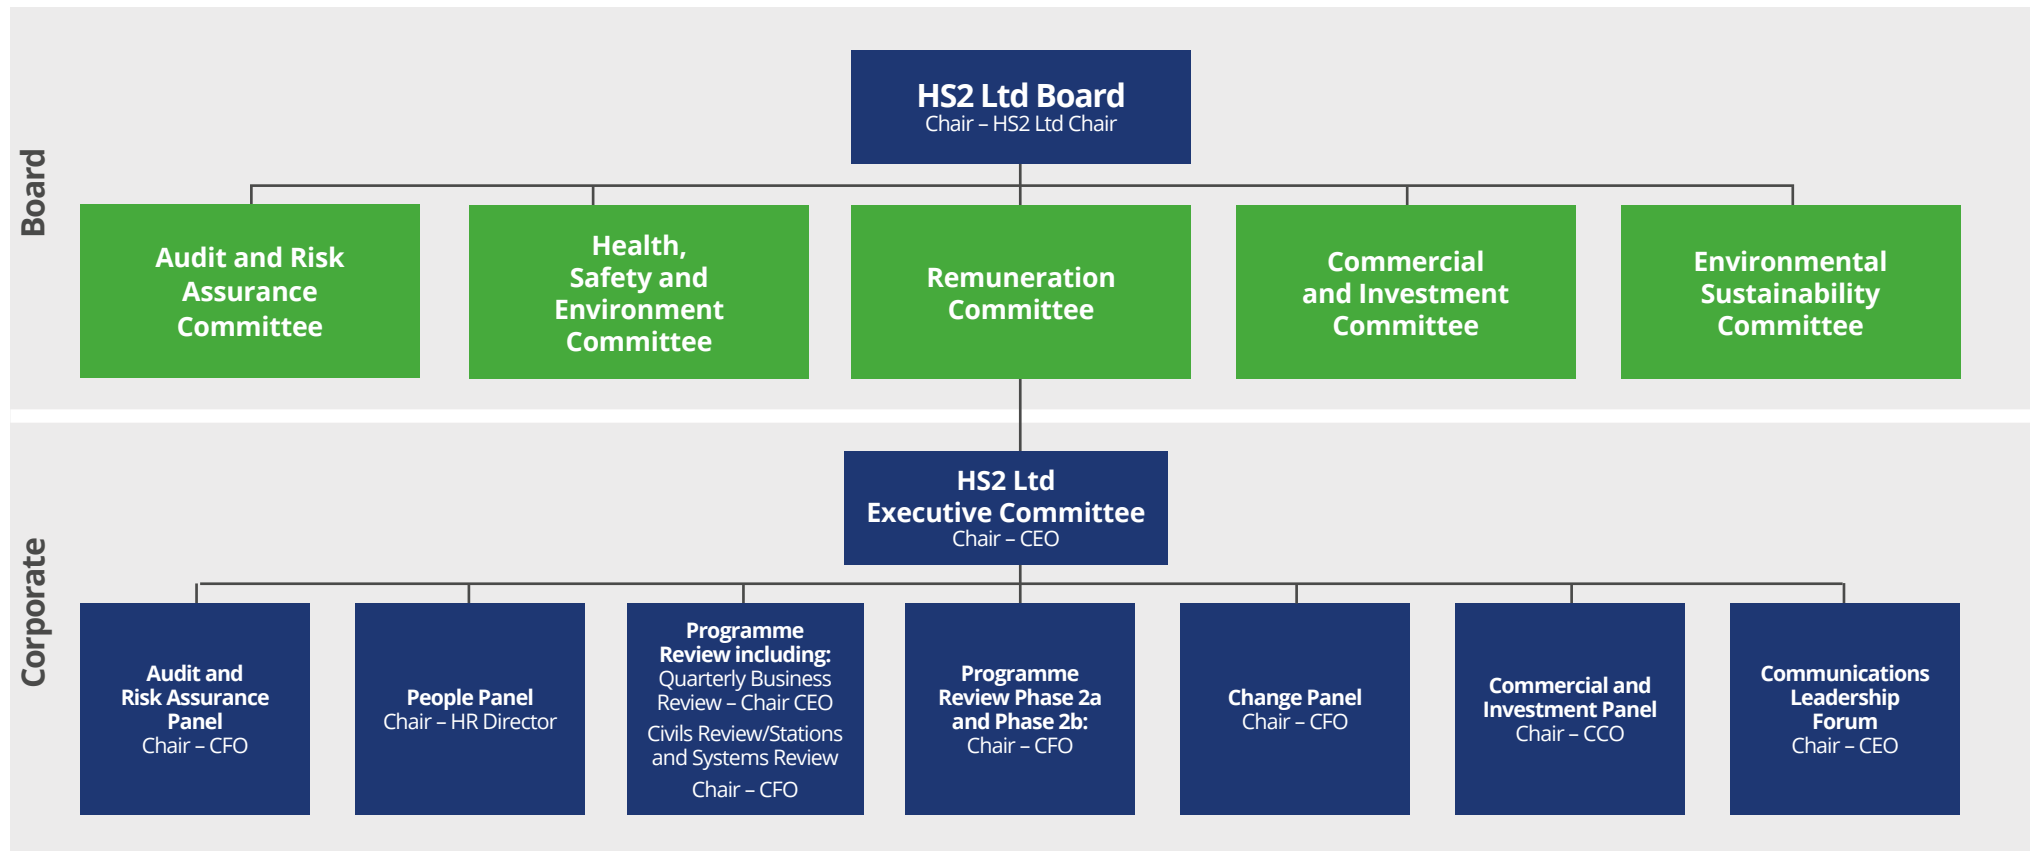 Board
HS2 Ltd Board
Chair – HS2 Ltd Chair
Audit and Risk
Assurance
Committee
Health,
Safety and
Environment
Committee
Remuneration
Committee
Commercial
and Investment
Committee
Environmental
Sustainability
Committee
Corporate
HS2 Ltd
Executive Committee
Chair – CEO
Audit and
Risk Assurance
Panel
Chair – CFO
People Panel
Chair – HR Director
Programme
Review including:
Quarterly Business
Review – Chair CEO
Civils Review/Stations
and Systems Review
Chair – CFO
Programme
Review Phase 2a
and Phase 2b:
Chair – CFO
Change Panel
Chair – CFO
Commercial and
Investment Panel
Chair – CCO
Communications
Leadership
Forum
Chair – CEO